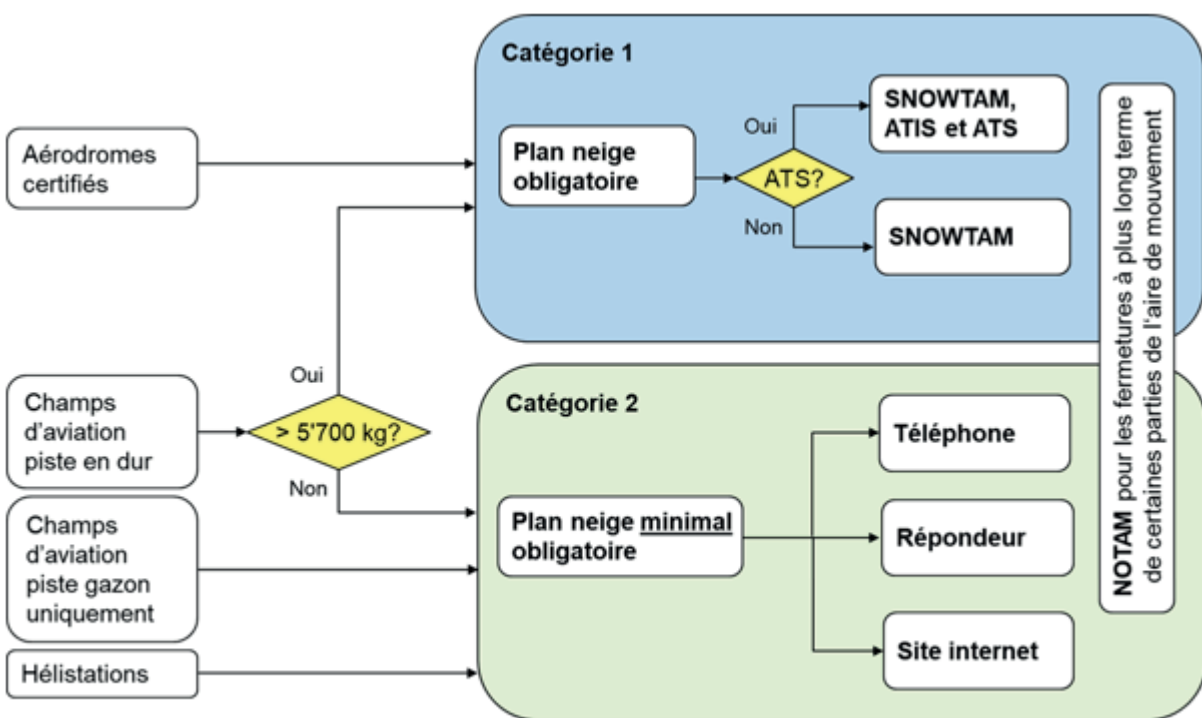 Catégorie 1
Aérodromes
certifiés
Plan neige
obligatoire
ATS?
Oui
SNOWTAM,
ATIS et ATS
Non
SNOWTAM
Champs
d'aviation
piste en dur
> 5'700 kg?
Oui
Non
Champs
d'aviation
piste gazon
uniquement
Hélistations
Catégorie 2
Plan neige minimal
obligatoire
Téléphone
Répondeur
Site internet
NOTAM pour les fermetures à plus long terme
de certaines parties de l'aire de mouvement